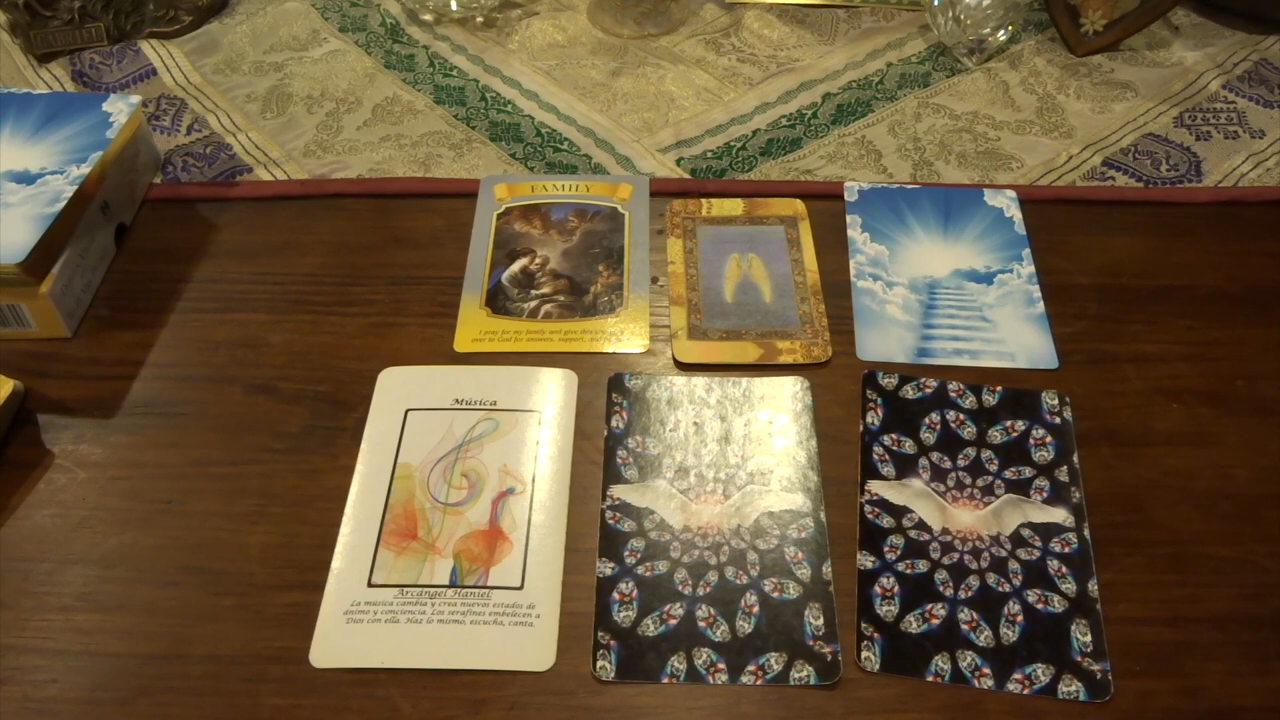 GABRIEL
FAMILY
I pray for my family and give this
over to God for answers, support, and
Música
Arcángel Haniel:
La música cambia y crea nuevos estados de
ánimo y conciencia. Los serafines embelecen a
Dios con ella. Haz lo mismo, escucha, canta.